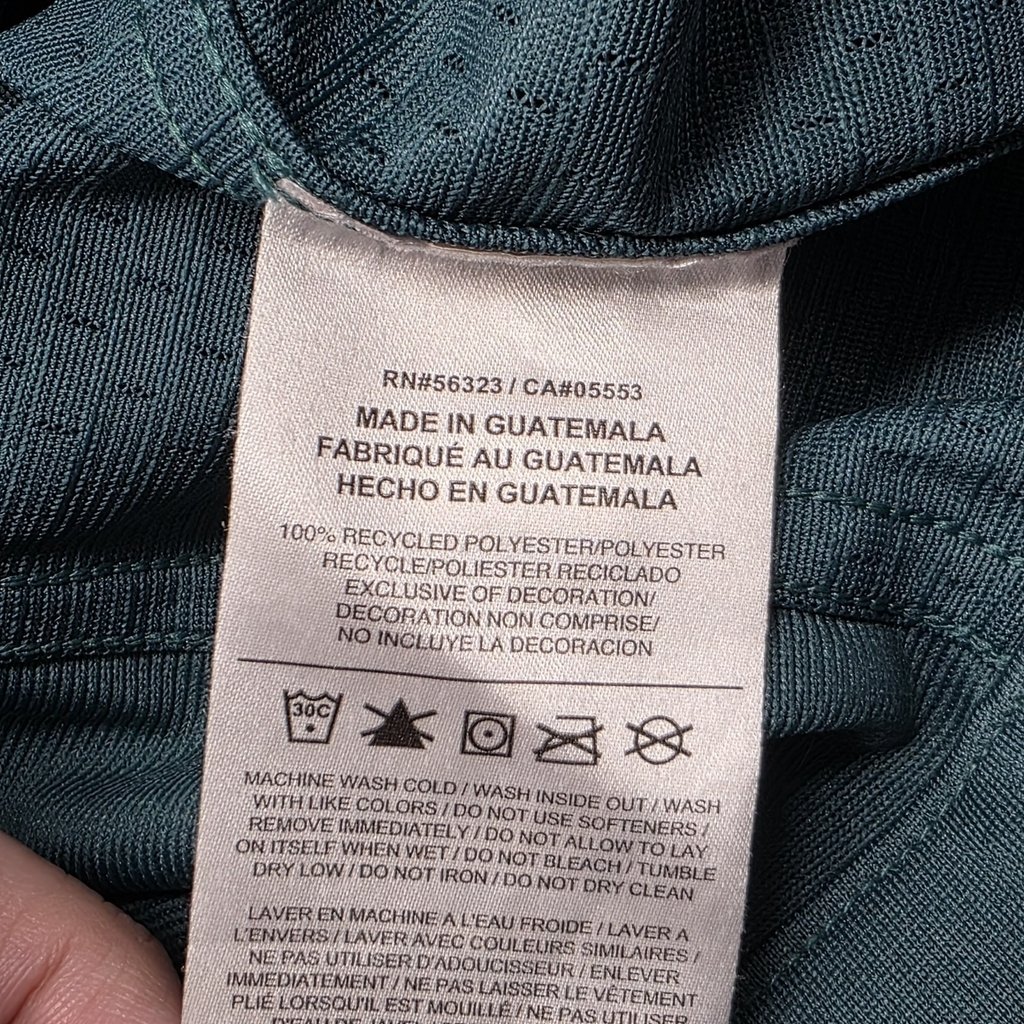 RN#56323 / CA#05553
MADE IN GUATEMALA
FABRIQUÉ AU GUATEMALA
HECHO EN GUATEMALA
100% RECYCLED POLYESTER/POLYESTER
RECYCLE/POLIESTER RECICLADO
EXCLUSIVE OF DECORATION/
DECORATION NON COMPRISE/
NO INCLUYE LA DECORACION
30C
MACHINE WASH COLD / WASH INSIDE OUT / WASH
WITH LIKE COLORS / DO NOT USE SOFTENERS /
REMOVE IMMEDIATELY / DO NOT ALLOW TO LAY
ON ITSELF WHEN WET / DO NOT BLEACH / TUMBLE
DRY LOW / DO NOT IRON / DO NOT DRY CLEAN
LAVER EN MACHINE A L'EAU FROIDE / LAVER A
L'ENVERS / LAVER AVEC COULEURS SIMILAIRES /
NE PAS UTILISER D'ADOUCISSEUR / ENLEVER
IMMEDIATEMENT / NE PAS LAISSER LE VÊTEMENT
PLIÉ LORSQU'IL EST MOUILLÉ / NE PAS UTILISER
D'EAU DE